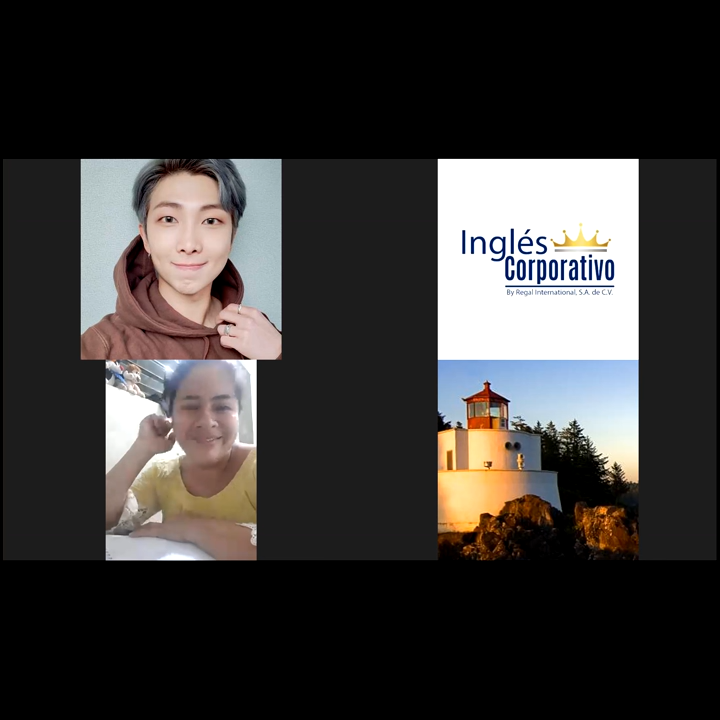 Inglés
Corporativo
By Regal International, S.A. de C.V.